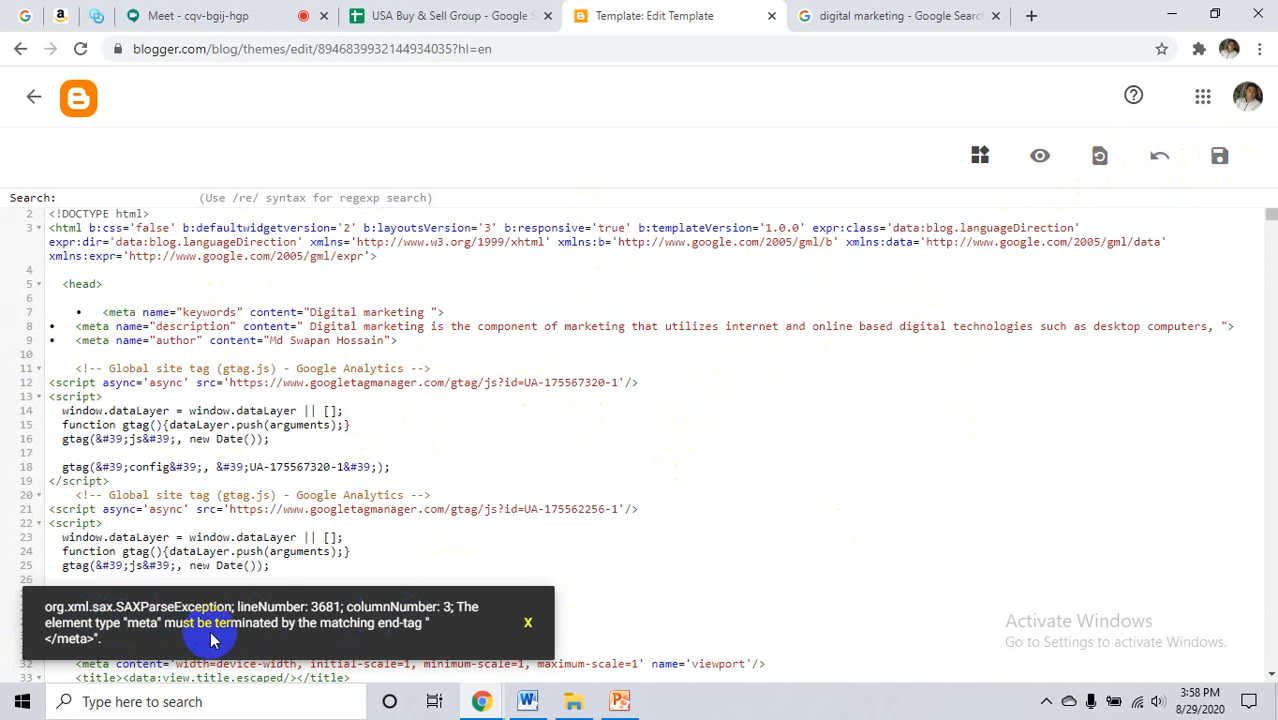 Meet - cqv-bgij-hgp
USA Buy & Sell Group - Google S
Template: Edit Template
digital marketing - Google Searc
blogger.com/blog/themes/edit/8946839932144934035?hl=en
Search: (Use /re/ syntax for regexp search)
2 <!DOCTYPE html>
3 <html b:css='false' b:defaultwidgetversion='2' b:layoutsVersion='3' b:responsive='true' b:templateVersion='1.0.0' expr:class='data:blog.languageDirection'
expr:dir='data:blog.languageDirection' xmlns='http://www.w3.org/1999/xhtml' xmlns:b='http://www.google.com/2005/gml/b' xmlns:data='http://www.google.com/2005/gml/data'
xmlns:expr='http://www.google.com/2005/gml/expr'>
4
5 <head>
6
7 • <meta name="keywords" content="Digital marketing ">
8 • <meta name="description" content=" Digital marketing is the component of marketing that utilizes internet and online based digital technologies such as desktop computers, ">
9 • <meta name="author" content="Md Swapan Hossain">
10
11 <!-- Global site tag (gtag.js) - Google Analytics -->
12 <script async='async' src='https://www.googletagmanager.com/gtag/js?id=UA-175567320-1'/>
13 <script>
14 window.dataLayer = window.dataLayer || [];
15 function gtag(){dataLayer.push(arguments);}
16 gtag(&#39;js&#39;, new Date());
17
18 gtag(&#39;config&#39;, &#39;UA-175567320-1&#39;);
19 </script>
20 <!-- Global site tag (gtag.js) - Google Analytics -->
21 <script async='async' src='https://www.googletagmanager.com/gtag/js?id=UA-175562256-1'/>
22 <script>
23 window.dataLayer = window.dataLayer || [];
24 function gtag(){dataLayer.push(arguments);}
25 gtag(&#39;js&#39;, new Date());
26
org.xml.sax.SAXParseException; lineNumber: 3681; columnNumber: 3; The
element type "meta" must be terminated by the matching end-tag "
</meta>".
X
Activate Windows
Go to Settings to activate Windows.
32 <meta content='width=device-width, initial-scale=1, minimum-scale=1, maximum-scale=1' name='viewport'/>
33 <title><data:view.title.escaped/></title>
Type here to search
3:58 PM
8/29/2020